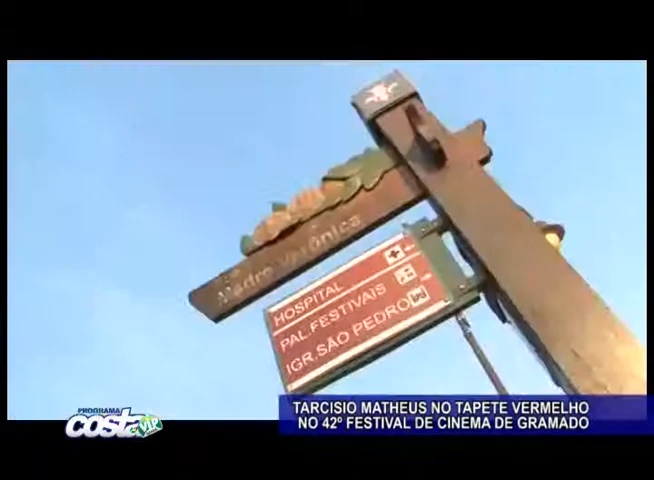 Madre Verônica
HOSPITAL
PAL.FESTIVAIS
IGR.SÃO PEDRO
PROGRAMA
costa VIP
TARCISIO MATHEUS NO TAPETE VERMELHO
NO 42º FESTIVAL DE CINEMA DE GRAMADO